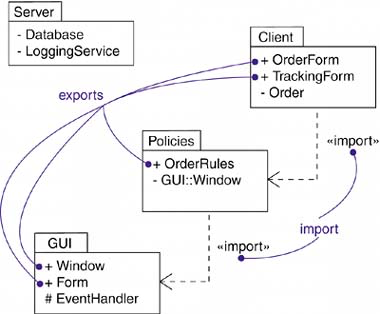 Server
- Database
- LoggingService
Client
+ OrderForm
+ TrackingForm
- Order
exports
Policies
+ OrderRules
- GUI::Window
«import»
«import»
import
GUI
+ Window
+ Form
# EventHandler